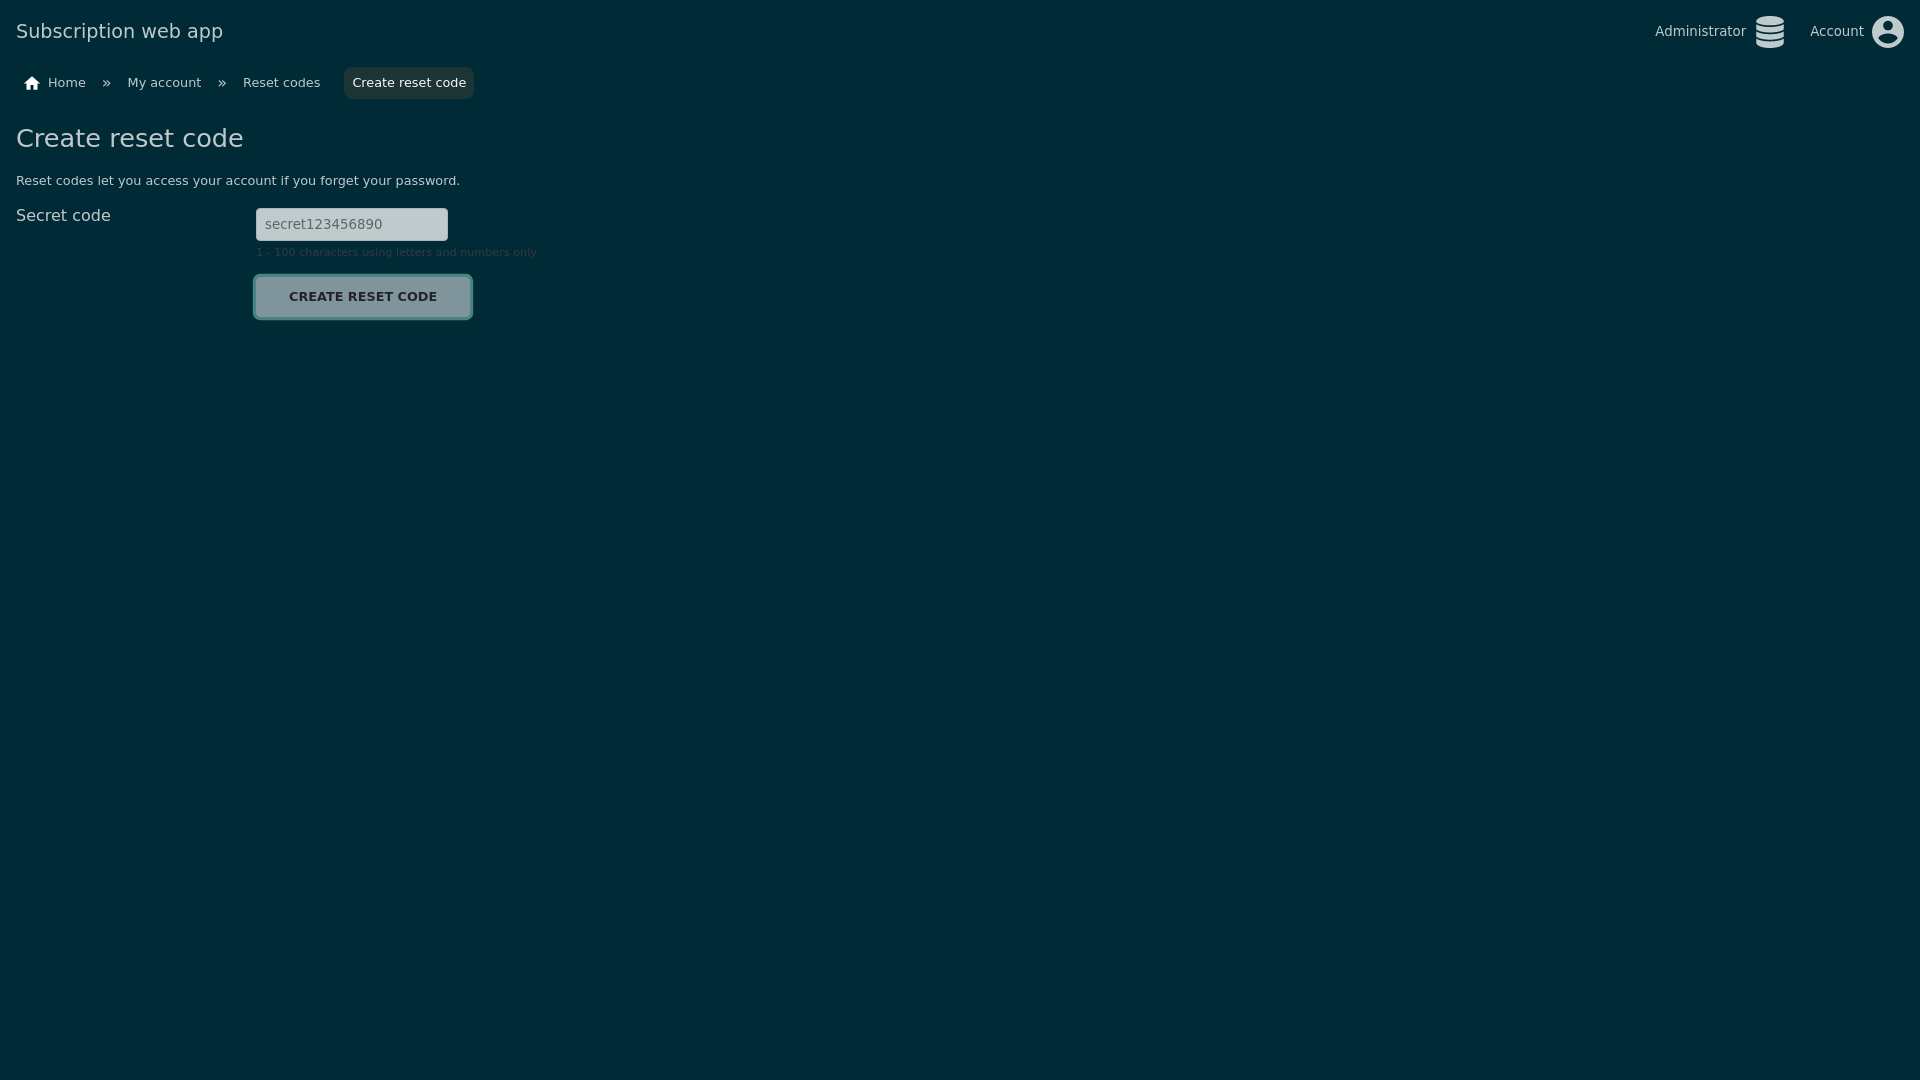 Subscription web app
Administrator
Account
Home » My account » Reset codes
Create reset code
Create reset code
Reset codes let you access your account if you forget your password.
Secret code
secret123456890
1 - 100 characters using letters and numbers only
CREATE RESET CODE